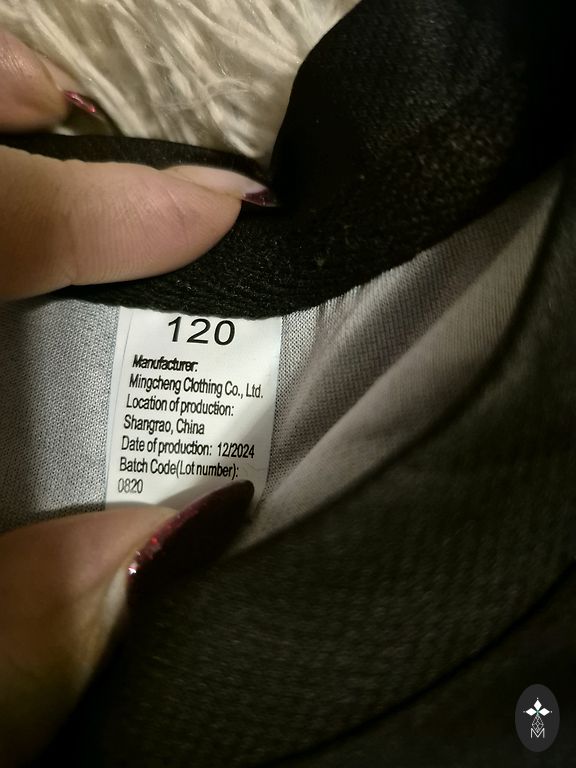 120
Manufacturer:
Mingcheng Clothing Co., Ltd.
Location of production:
Shangrao, China
Date of production: 12/2024
Batch Code(Lot number):
0820